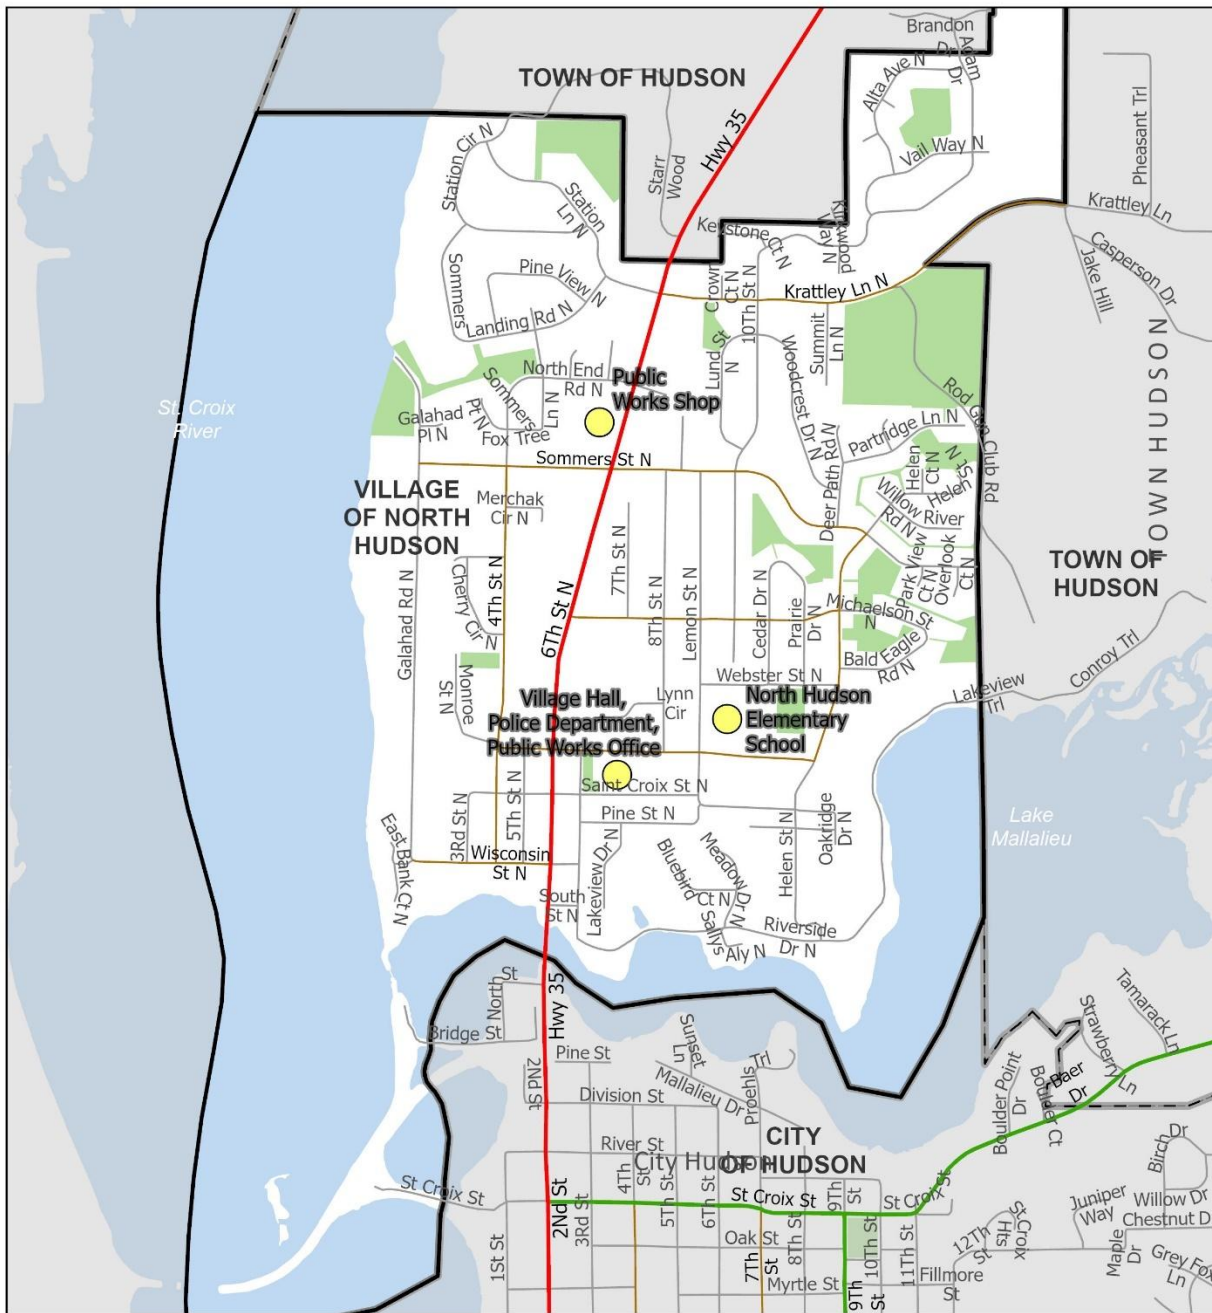 Brandon
Dr
Adam
Dr
Alta Ave N
TOWN OF HUDSON
Hwy 35
Starr
Wood
Vail Way N
Pheasant Trl
Station Cir N
Station
Ln N
Keystone Ct N
Kirkwood
Way N
Krattley Ln
Casperson Dr
Jake Hill
Sommers
Pine View N
Landing Rd N
Crown
Ct N
10Th St N
Krattley Ln N
Lund St
N
Woodcrest Dr N
Summit
Ln N
TOWN HUDSON
St. Croix
River
North End
Rd N
Public
Works Shop
Sommers
Pt N
Ln N
Fox Tree
Galahad
Pl N
Rod Gun Club Rd
Partridge Ln N
Deer Path Rd N
Helen
Ct N
Helen
St N
Sommers St N
VILLAGE
OF NORTH
HUDSON
Merchak
Cir N
Willow River
Rd N
Park View
Ct N
Overlook
Ct N
TOWN OF
HUDSON
Galahad Rd N
Cherry Cir N
4Th St N
6Th St N
7Th St N
8Th St N
Lemon St N
Cedar Dr N
Prairie
Dr N
Michaelson St
N
Bald Eagle
Rd N
Conroy Trl
Lakeview
Trl
Monroe
St N
Webster St N
Lynn
Cir
Village Hall,
Police Department,
Public Works Office
North Hudson
Elementary
School
Saint Croix St N
Pine St N
3Rd St N
5Th St N
East Bank Ct N
Wisconsin
St N
South
St N
Lakeview Dr N
Bluebird
Ct N
Meadow Dr N
Sallys
Aly N
Helen St N
Oakridge
Dr N
Riverside
Dr N
Lake
Mallalieu
North St
Bridge St
Hwy 35
2Nd St
Pine St
Sunset
Ln
Mallalieu Dr
Proehls Trl
Division St
Tamarack Ln
Strawberry Ln
Baer
Dr
Boulder Point
Dr
Boulder Ct
River St
CITY
OF HUDSON
City Hudson
St Croix St
2Nd St
3Rd St
4Th
St
5Th St
6Th St
St Croix St
9Th
St
St Croix St
Birch Dr
Willow Dr
Chestnut D
Juniper
Way
St Croix
Hts
12Th
St
Maple
Dr
Grey Fox
Ln
1St St
Oak St
7Th
St
8Th St
Myrtle St
9Th
St
10Th St
11Th St
Fillmore
St